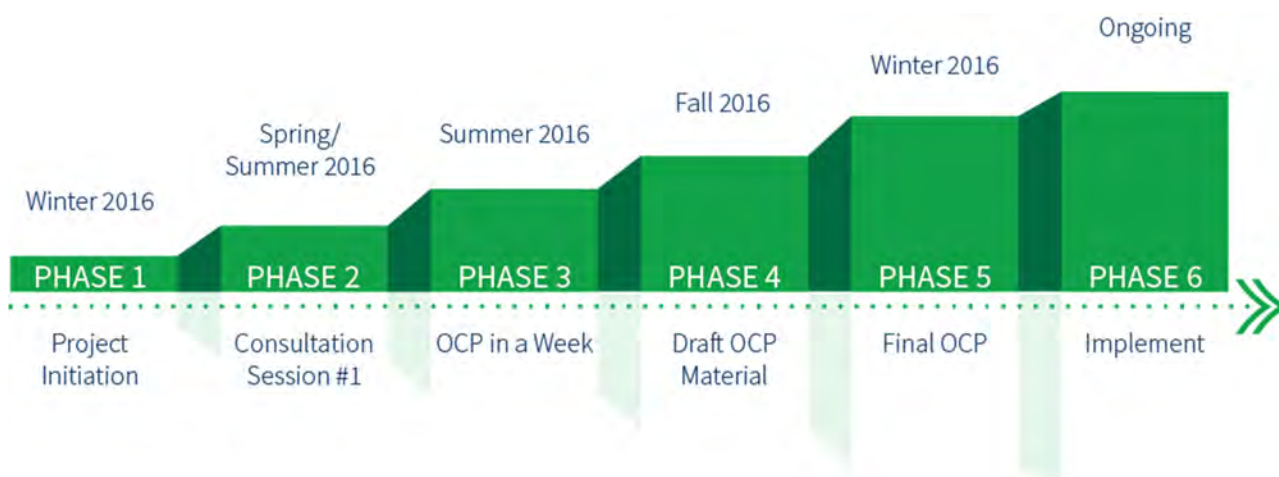 Winter 2016
PHASE 1
Project
Initiation
Spring/
Summer 2016
PHASE 2
Consultation
Session #1
Summer 2016
PHASE 3
OCP in a Week
Fall 2016
PHASE 4
Draft OCP
Material
Winter 2016
PHASE 5
Final OCP
Ongoing
PHASE 6
Implement